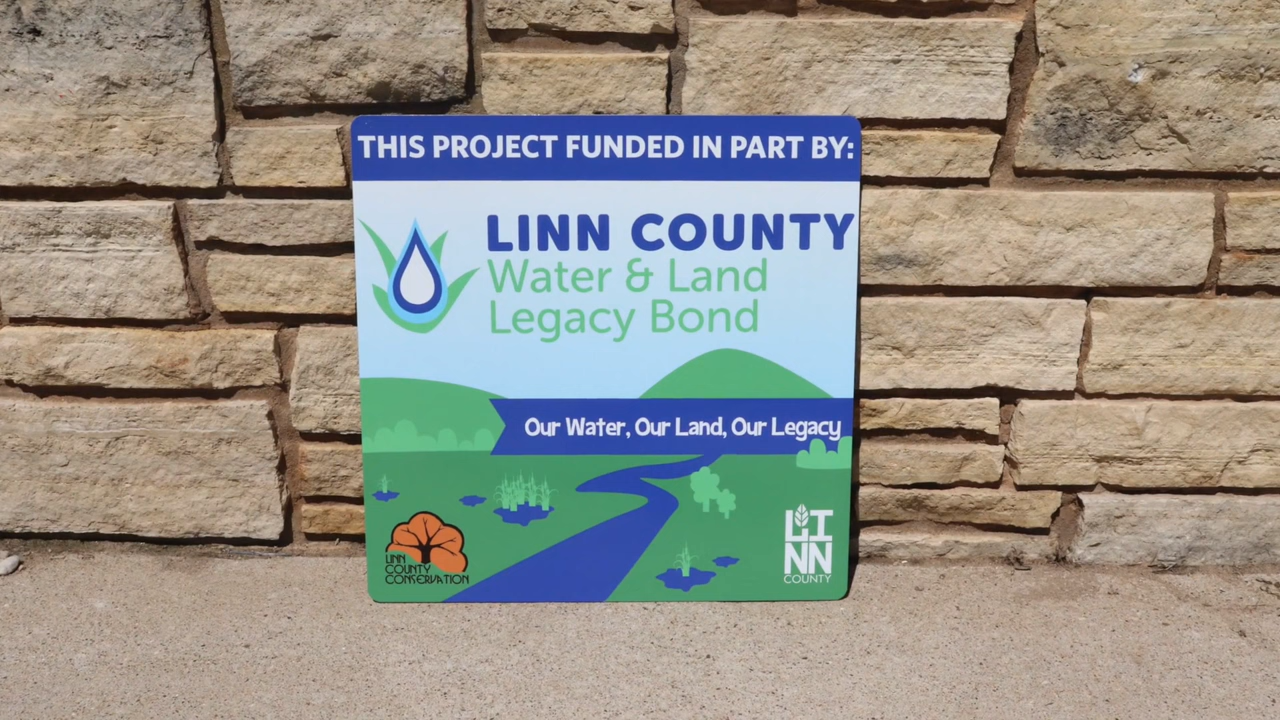 THIS PROJECT FUNDED IN PART BY:
LINN COUNTY
Water & Land
Legacy Bond
Our Water, Our Land, Our Legacy
LINN
COUNTY
CONSERVATION
LI
NN
COUNTY